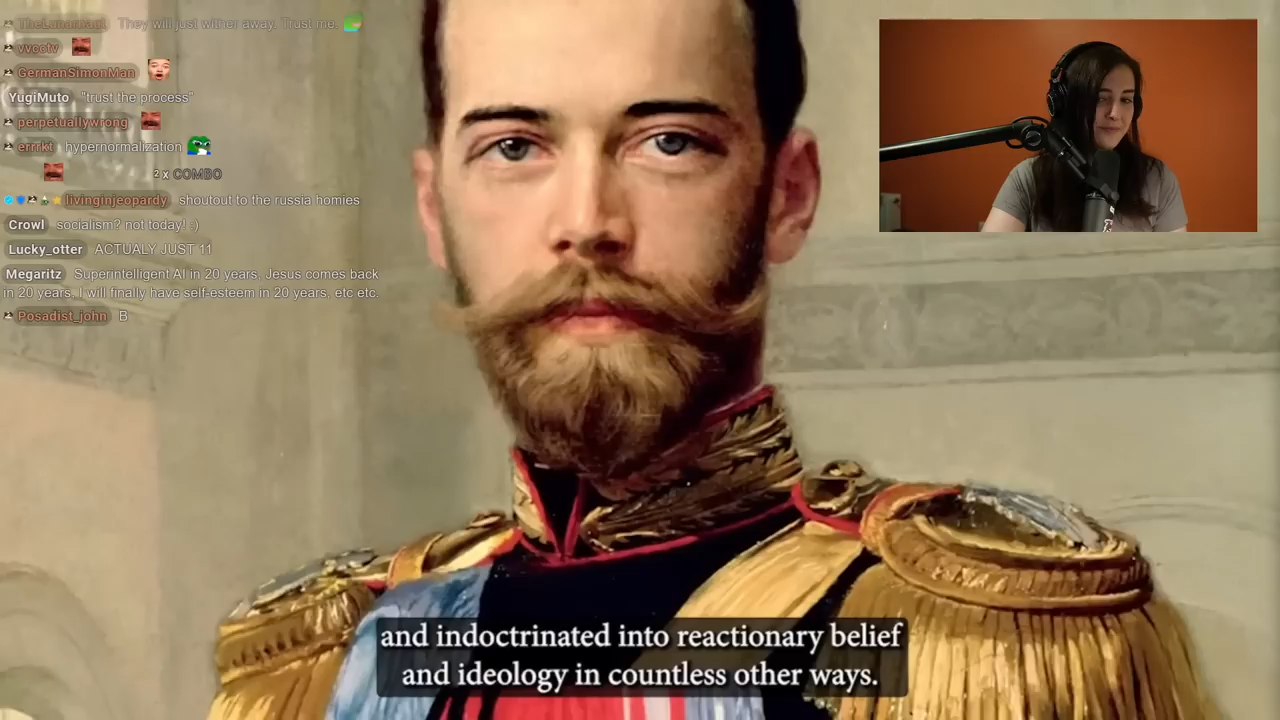 TheLunarnaut They will just wither away. Trust me.
vvcctv
GermanSimonMan
YugiMuto "trust the process"
perpetuallywrong
errrkt hypernormalization
2 x COMBO
livinginjeopardy shoutout to the russia homies
Crowl socialism? not today! :)
Lucky_otter ACTUALY JUST 11
Megaritz Superintelligent AI in 20 years, Jesus comes back
in 20 years, I will finally have self-esteem in 20 years, etc etc.
Posadist_john B
and indoctrinated into reactionary belief
and ideology in countless other ways.